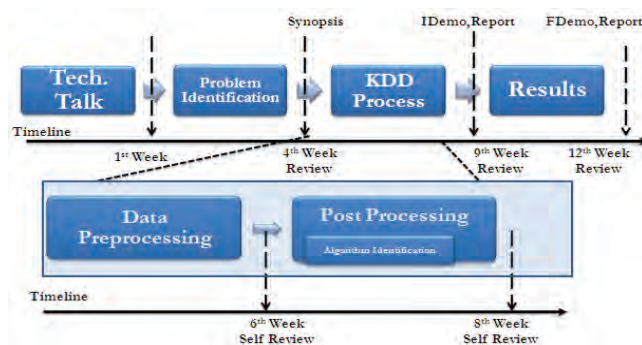 Synopsis
IDemo,Report
FDemo,Report
Tech.
Talk
Problem
Identification
KDD
Process
Results
Timeline
1st Week
4th Week
Review
9th Week
Review
12th Week
Review
Data
Preprocessing
Post Processing
Algorithm Identification
Timeline
6th Week
Self Review
8th Week
Self Review